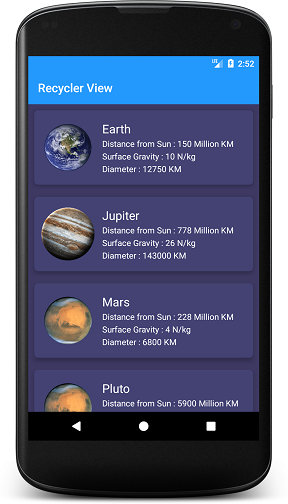 LTE 2:52
Recycler View
Earth
Distance from Sun : 150 Million KM
Surface Gravity : 10 N/kg
Diameter : 12750 KM
Jupiter
Distance from Sun : 778 Million KM
Surface Gravity : 26 N/kg
Diameter : 143000 KM
Mars
Distance from Sun : 228 Million KM
Surface Gravity : 4 N/kg
Diameter : 6800 KM
Pluto
Distance from Sun : 5900 Million KM